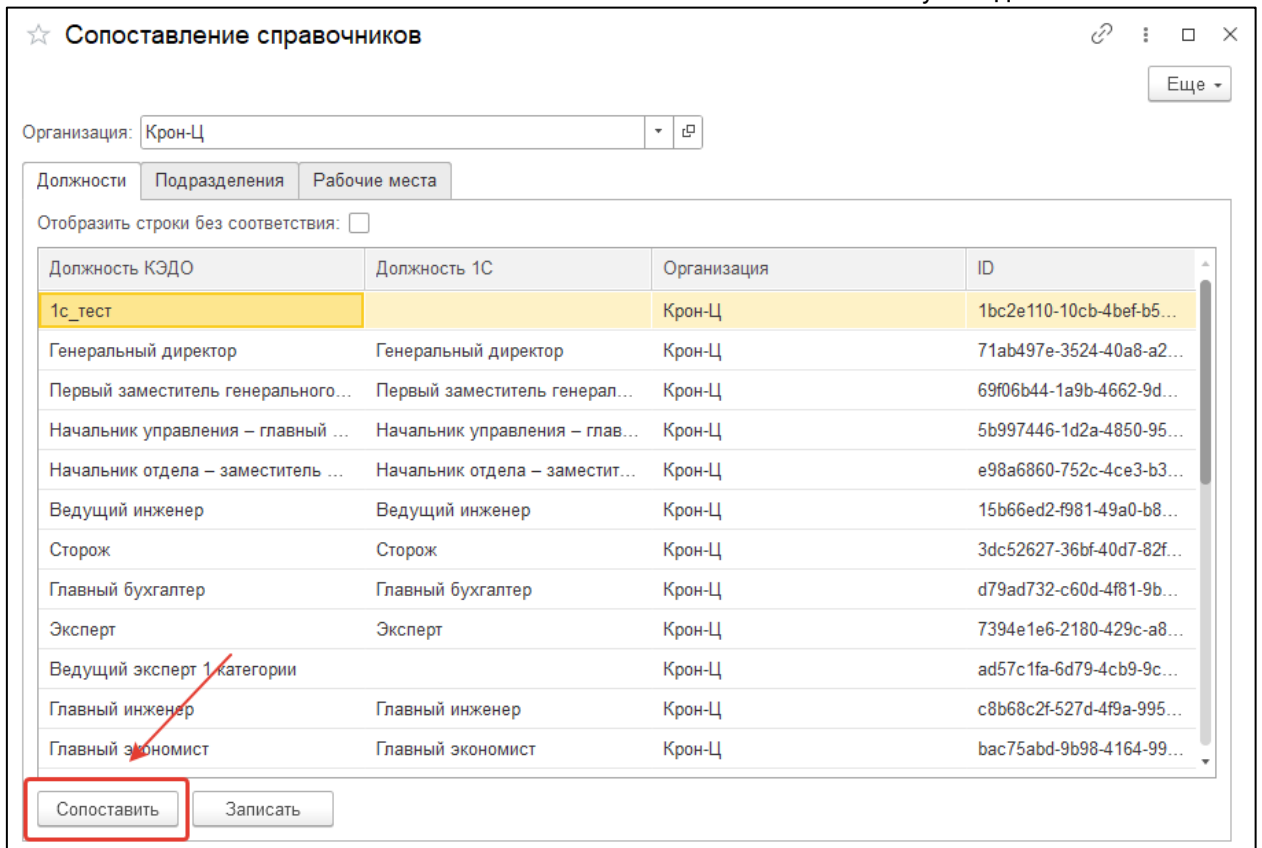 Сопоставление справочников
Еще
Организация: Крон-Ц
Должности Подразделения Рабочие места
Отобразить строки без соответствия:
Должность КЭДО Должность 1С Организация ID
1с_тест Крон-Ц 1bc2e110-10cb-4bef-b5...
Генеральный директор Генеральный директор Крон-Ц 71ab497e-3524-40a8-a2...
Первый заместитель генерального... Первый заместитель генерал... Крон-Ц 69f06b44-1a9b-4662-9d...
Начальник управления – главный ... Начальник управления – глав... Крон-Ц 5b997446-1d2a-4850-95...
Начальник отдела – заместитель ... Начальник отдела – заместит... Крон-Ц e98a6860-752c-4ce3-b3...
Ведущий инженер Ведущий инженер Крон-Ц 15b66ed2-f981-49a0-b8...
Сторож Сторож Крон-Ц 3dc52627-36bf-40d7-82f...
Главный бухгалтер Главный бухгалтер Крон-Ц d79ad732-c60d-4f81-9b...
Эксперт Эксперт Крон-Ц 7394e1e6-2180-429c-a8...
Ведущий эксперт 1 категории Крон-Ц ad57c1fa-6d79-4cb9-9c...
Главный инженер Главный инженер Крон-Ц c8b68c2f-527d-4f9a-995...
Главный экономист Главный экономист Крон-Ц bac75abd-9b98-4164-99...
Сопоставить Записать